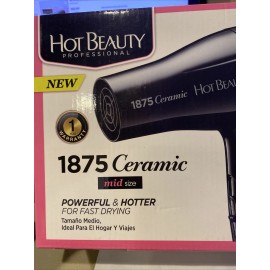 HOT BEAUTY
PROFESSIONAL
NEW
1875 Ceramic HOT BEAUTY
1
WARRANTY
1875 Ceramic
mid size
POWERFUL & HOTTER
FOR FAST DRYING
Tamaño Medio,
Ideal Para El Hogar Y Viajes